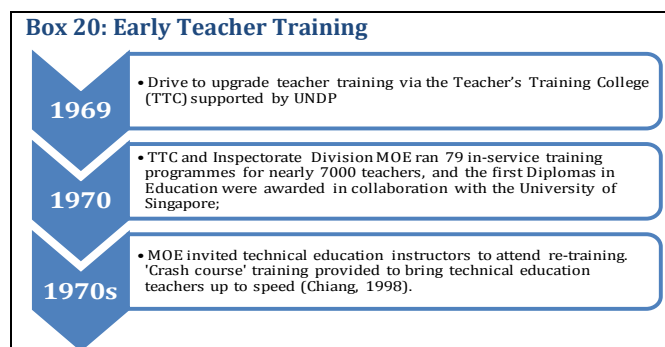 Box 20: Early Teacher Training
1969
• Drive to upgrade teacher training via the Teacher's Training College
(TTC) supported by UNDP
1970
• TTC and Inspectorate Division MOE ran 79 in-service training
programmes for nearly 7000 teachers, and the first Diplomas in
Education were awarded in collaboration with the University of
Singapore;
1970s
• MOE invited technical education instructors to attend re-training.
'Crash course' training provided to bring technical education
teachers up to speed (Chiang, 1998).